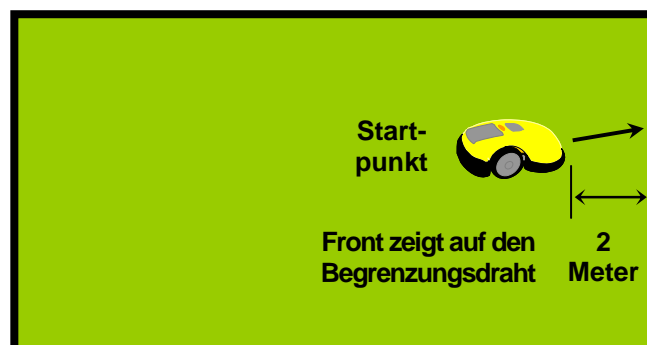 Start-
punkt
Front zeigt auf den
Begrenzungsdraht
2
Meter